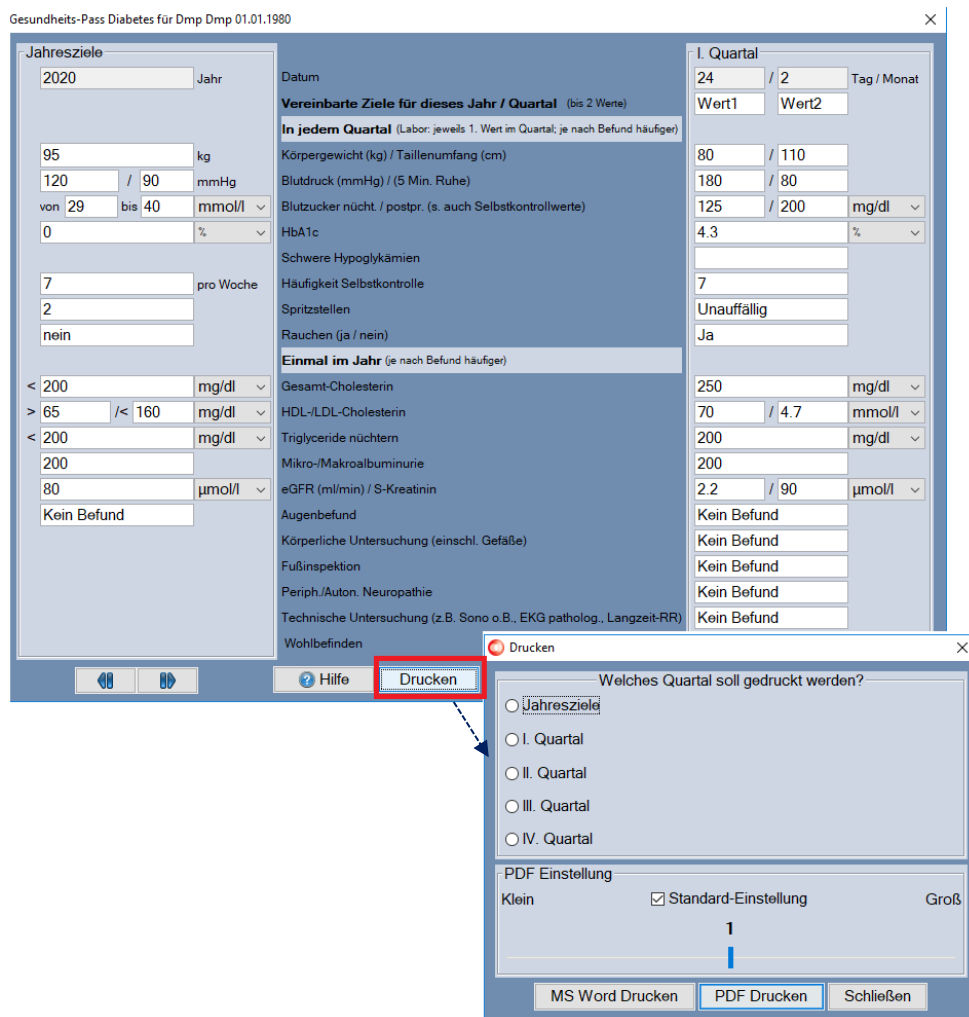 Gesundheits-Pass Diabetes für Dmp Dmp 01.01.1980
Jahresziele I. Quartal
2020 Jahr Datum 24 / 2 Tag / Monat
Vereinbarte Ziele für dieses Jahr / Quartal (bis 2 Werte) Wert1 Wert2
In jedem Quartal (Labor: jeweils 1. Wert im Quartal; je nach Befund häufiger)
95 kg Körpergewicht (kg) / Taillenumfang (cm) 80 / 110
120 / 90 mmHg Blutdruck (mmHg) / (5 Min. Ruhe) 180 / 80
von 29 bis 40 mmol/l Blutzucker nücht. / postpr. (s. auch Selbstkontrollwerte) 125 / 200 mg/dl
0 % HbA1c 4.3 %
Schwere Hypoglykämien
7 pro Woche Häufigkeit Selbstkontrolle 7
2 Spritzstellen Unauffällig
nein Rauchen (ja / nein) Ja
Einmal im Jahr (je nach Befund häufiger)
< 200 mg/dl Gesamt-Cholesterin 250 mg/dl
> 65 /< 160 mg/dl HDL-/LDL-Cholesterin 70 / 4.7 mmol/l
< 200 mg/dl Triglyceride nüchtern 200 mg/dl
200 Mikro-/Makroalbuminurie 200
80 µmol/l eGFR (ml/min) / S-Kreatinin 2.2 / 90 µmol/l
Kein Befund Augenbefund Kein Befund
Körperliche Untersuchung (einschl. Gefäße) Kein Befund
Fußinspektion Kein Befund
Periph./Auton. Neuropathie Kein Befund
Technische Untersuchung (z.B. Sono o.B., EKG patholog., Langzeit-RR) Kein Befund
Wohlbefinden
Hilfe Drucken
Drucken
Welches Quartal soll gedruckt werden?
Jahresziele
I. Quartal
II. Quartal
III. Quartal
IV. Quartal
PDF Einstellung
Klein Standard-Einstellung Groß
1
MS Word Drucken PDF Drucken Schließen